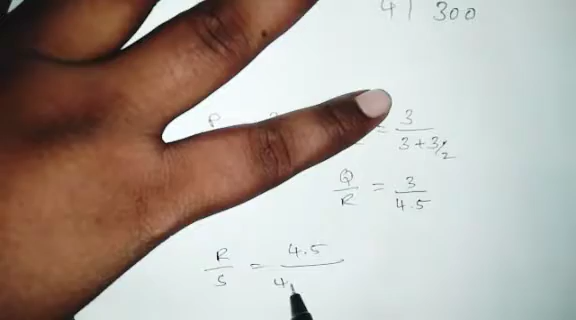 4 300
P = 3 / 3 + 3/2
Q / R = 3 / 4.5
R / S = 4.5 / 4